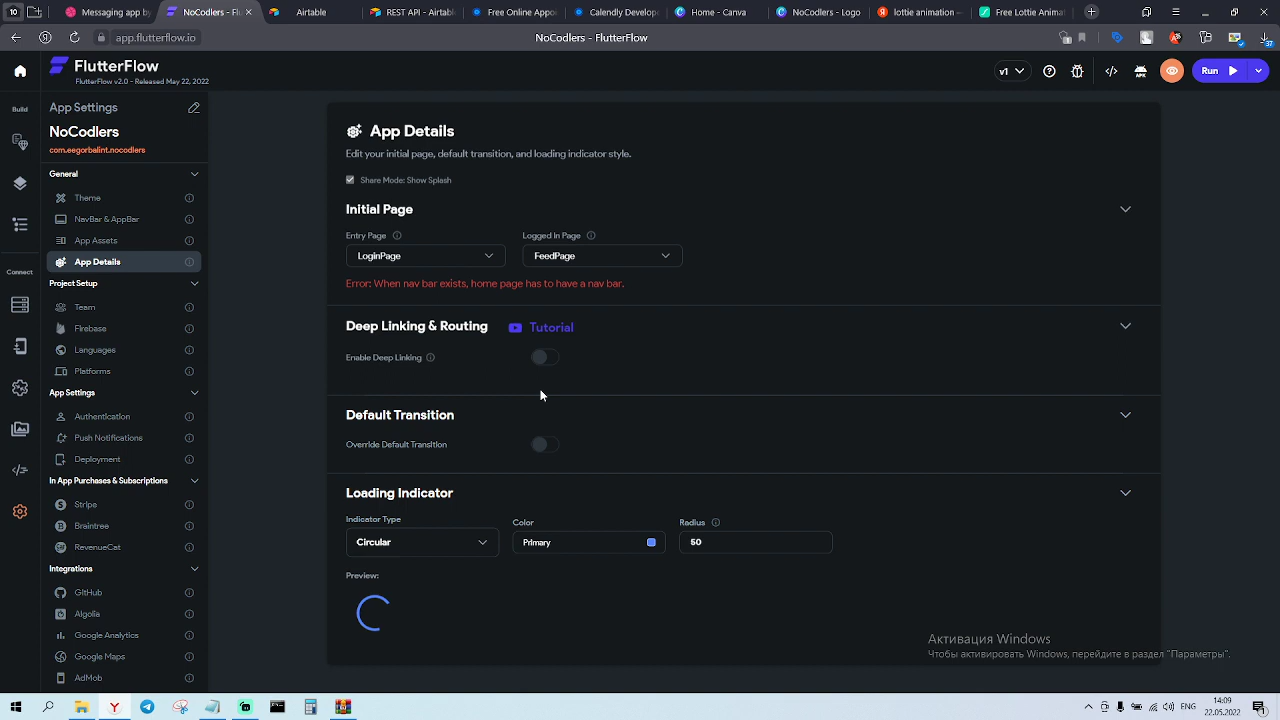 10
Messaging app by
NoCodlers - Flu
Airtable
REST API - Airtabl
Free Online Appo
Calendly Develop
Home - Canva
NoCodlers - Logo
lottie animation —
Free Lottie Animat
app.flutterflow.io
NoCodlers - FlutterFlow
1
37
FlutterFlow
FlutterFlow v2.0 - Released May 22, 2022
v1
Run
Build
Connect
App Settings
NoCodlers
com.eegorbalint.nocodlers
General
Theme
NavBar & AppBar
App Assets
App Details
Project Setup
Team
Firebase
Languages
Platforms
App Settings
Authentication
Push Notifications
Deployment
In App Purchases & Subscriptions
Stripe
Braintree
RevenueCat
Integrations
GitHub
Algolia
Google Analytics
Google Maps
AdMob
App Details
Edit your initial page, default transition, and loading indicator style.
Share Mode: Show Splash
Initial Page
Entry Page
Logged In Page
LoginPage
FeedPage
Error: When nav bar exists, home page has to have a nav bar.
Deep Linking & Routing
Tutorial
Enable Deep Linking
Default Transition
Override Default Transition
Loading Indicator
Indicator Type
Color
Radius
Circular
Primary
50
Preview:
Активация Windows
Чтобы активировать Windows, перейдите в раздел "Параметры".
ENG
14:09
22.05.2022